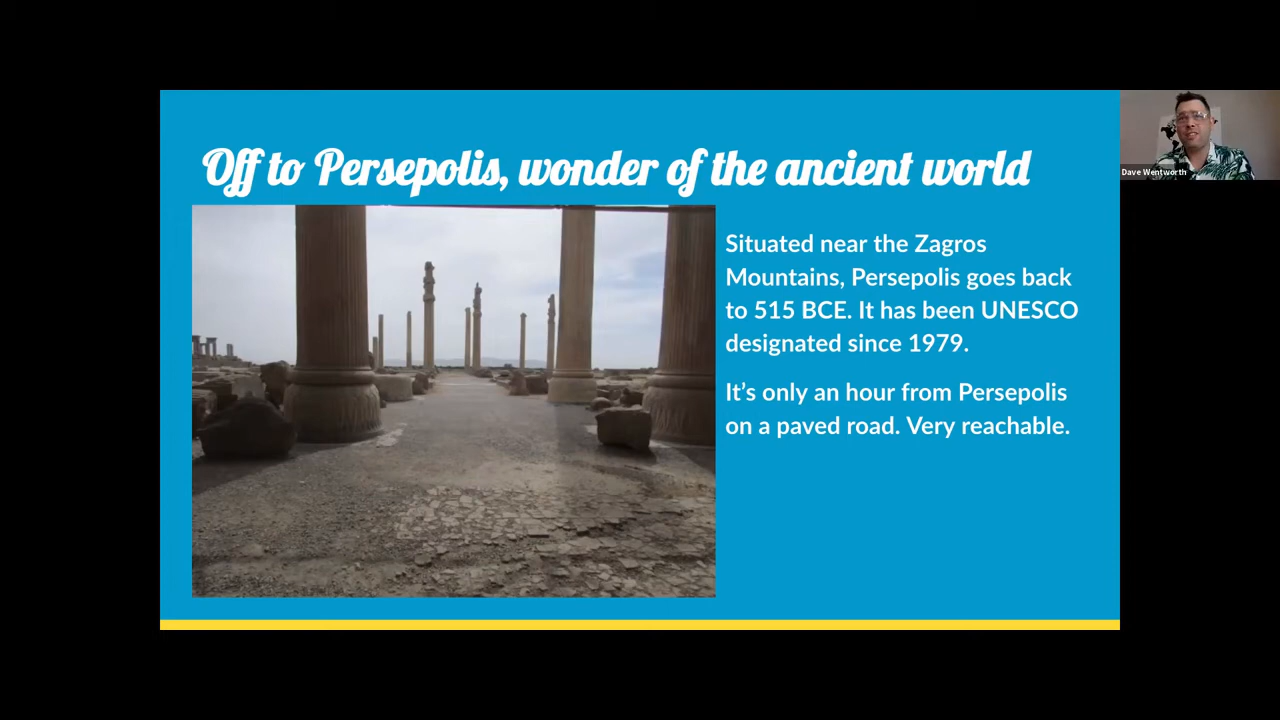 Off to Persepolis, wonder of the ancient world
Situated near the Zagros
Mountains, Persepolis goes back
to 515 BCE. It has been UNESCO
designated since 1979.
It’s only an hour from Persepolis
on a paved road. Very reachable.
Dave Wentworth